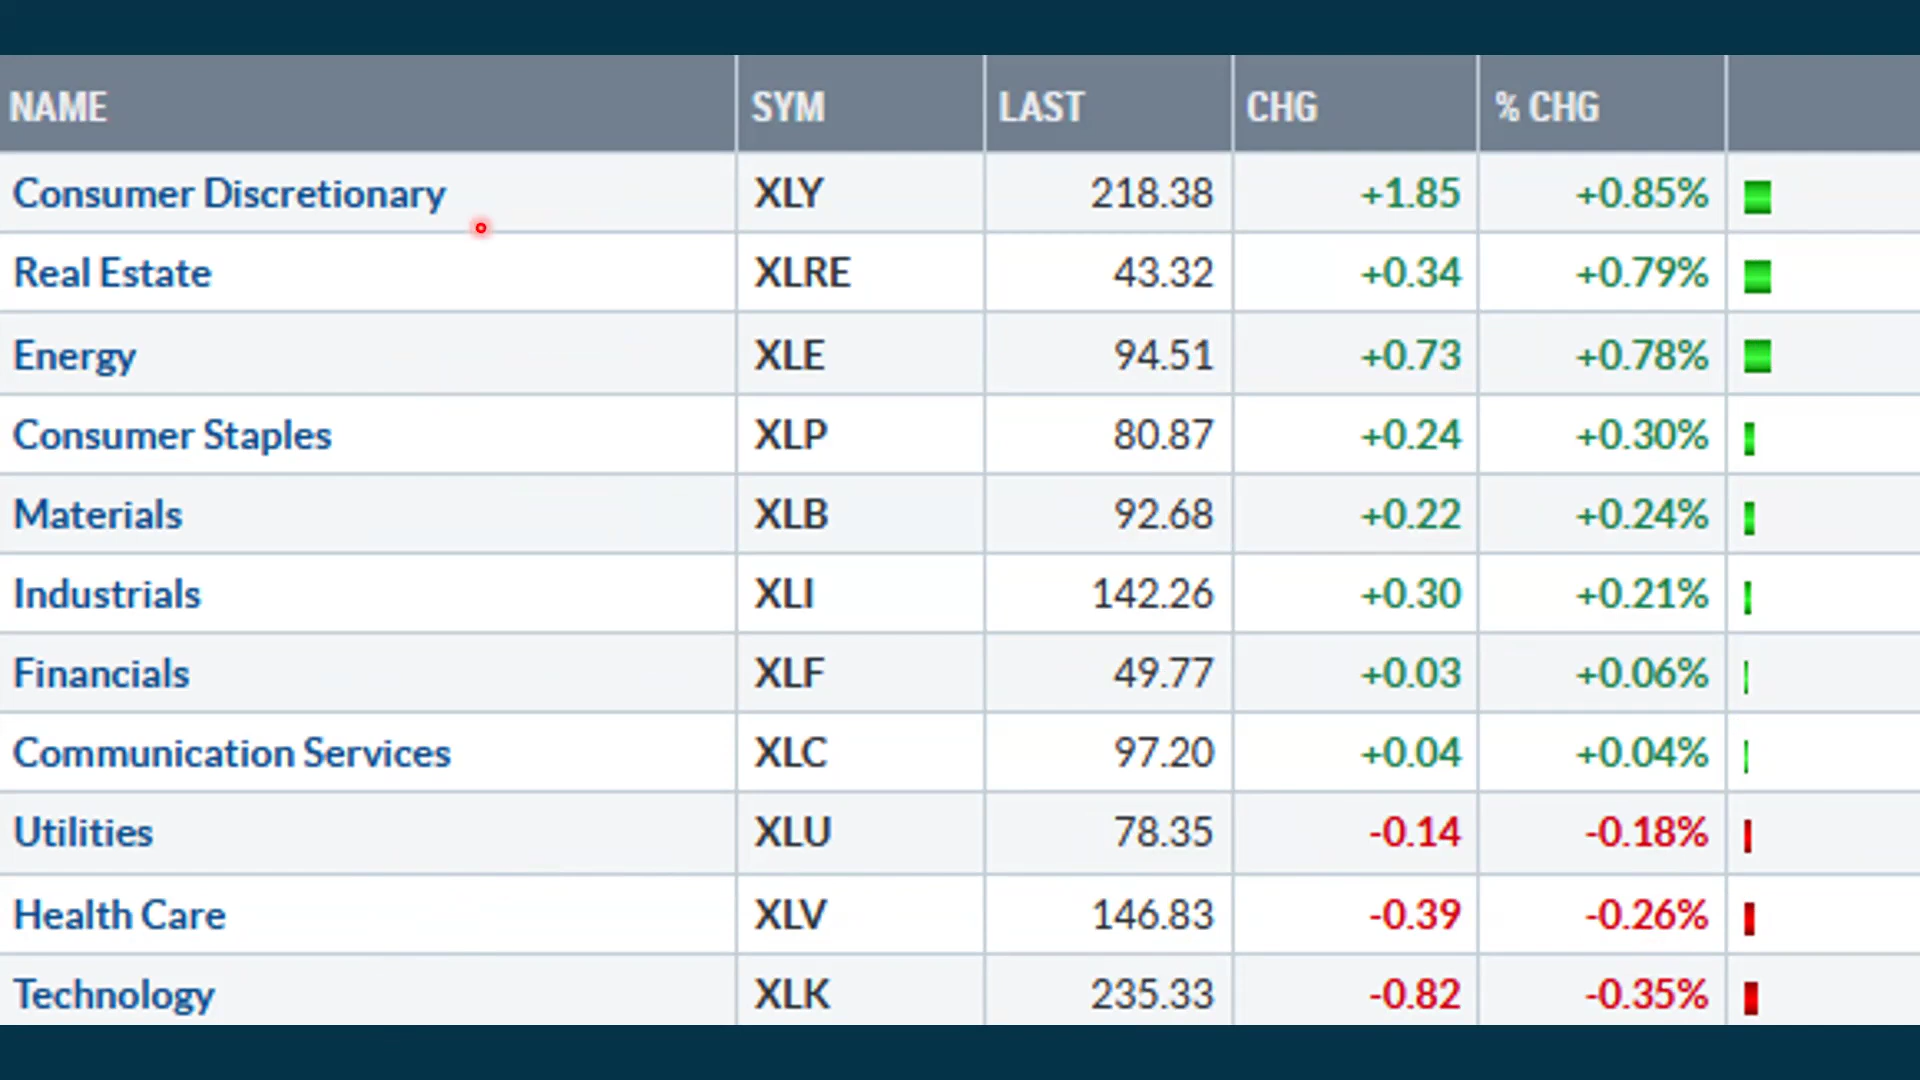 NAME SYM LAST CHG % CHG
Consumer Discretionary XLY 218.38 +1.85 +0.85%
Real Estate XLRE 43.32 +0.34 +0.79%
Energy XLE 94.51 +0.73 +0.78%
Consumer Staples XLP 80.87 +0.24 +0.30%
Materials XLB 92.68 +0.22 +0.24%
Industrials XLI 142.26 +0.30 +0.21%
Financials XLF 49.77 +0.03 +0.06%
Communication Services XLC 97.20 +0.04 +0.04%
Utilities XLU 78.35 -0.14 -0.18%
Health Care XLV 146.83 -0.39 -0.26%
Technology XLK 235.33 -0.82 -0.35%